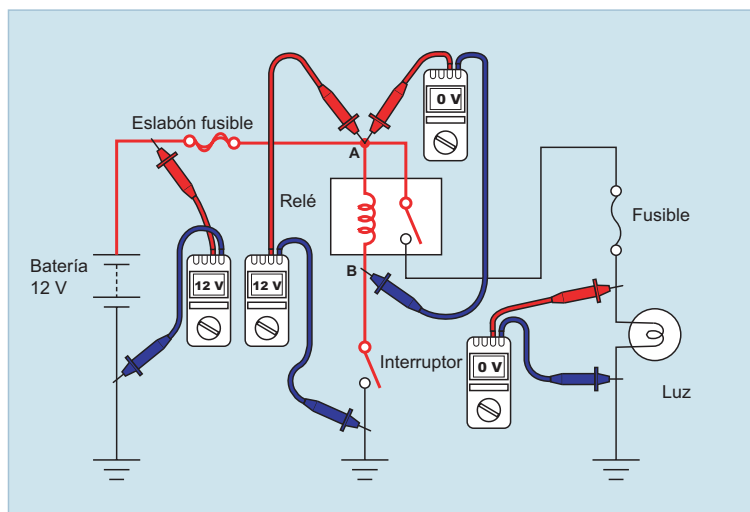 0 V
Eslabón fusible
A
Relé
Fusible
Batería
12 V
12 V
12 V
B
Interruptor
0 V
Luz